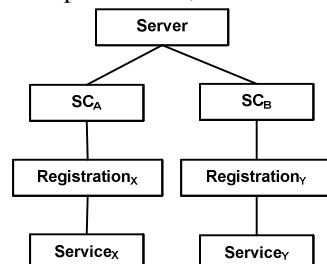 Server
SC_A
SC_B
Registration_X
Registration_Y
Service_X
Service_Y